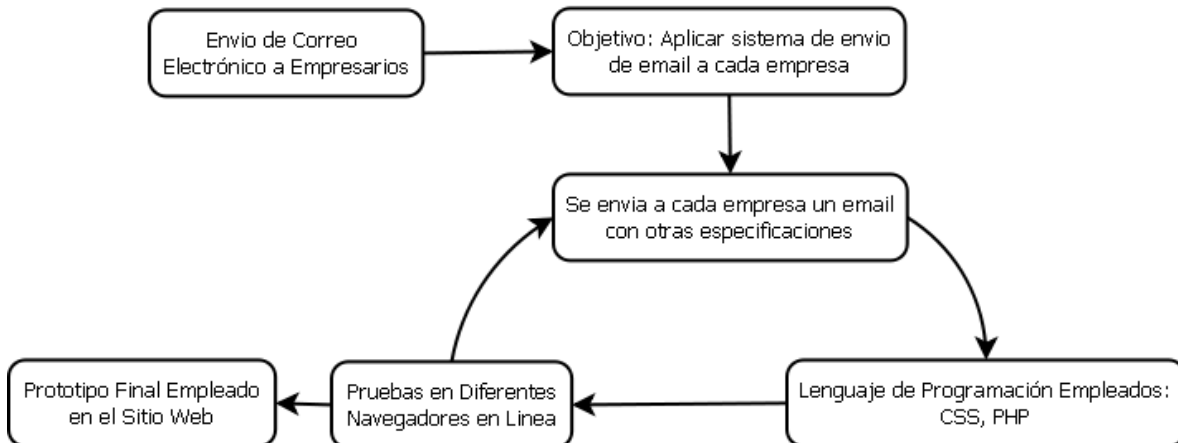 Envio de Correo
Electrónico a Empresarios
Objetivo: Aplicar sistema de envio
de email a cada empresa
Se envia a cada empresa un email
con otras especificaciones
Lenguaje de Programación Empleados:
CSS, PHP
Pruebas en Diferentes
Navegadores en Linea
Prototipo Final Empleado
en el Sitio Web